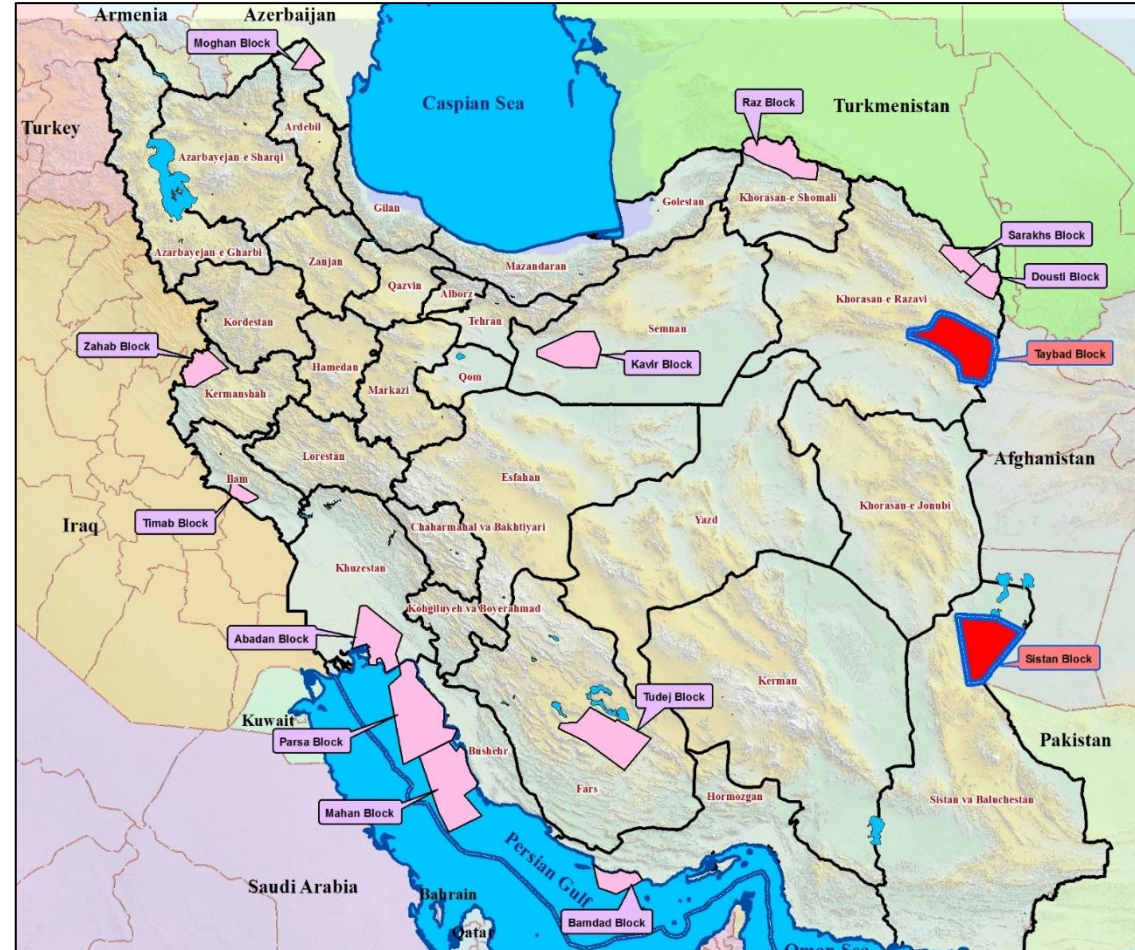 Armenia
Azerbaijan
Moghan Block
Caspian Sea
Raz Block
Turkmenistan
Turkey
Ardebil
Azarbayejan-e Sharqi
Khorasan-e Shomali
Golestan
Gilan
Sarakhs Block
Azarbayejan-e Gharbi
Zanjan
Mazandaran
Dousti Block
Qazvin
Alborz
Khorasan-e Razavi
Tehran
Kordestan
Semnan
Zahab Block
Taybad Block
Hamedan
Kavir Block
Qom
Markazi
Kermanshah
Lorestan
Afghanistan
Ilam
Esfahan
Khorasan-e Jonubi
Timab Block
Iraq
Yazd
Chaharmahal va Bakhtiyari
Khuzestan
Kohgiluyeh va Boyerahmad
Abadan Block
Sistan Block
Kerman
Tudej Block
Kuwait
Parsa Block
Bushehr
Pakistan
Fars
Hormozgan
Sistan va Baluchestan
Mahan Block
Persian Gulf
Saudi Arabia
Bahrain
Bamdad Block
Qatar
Oman Sea